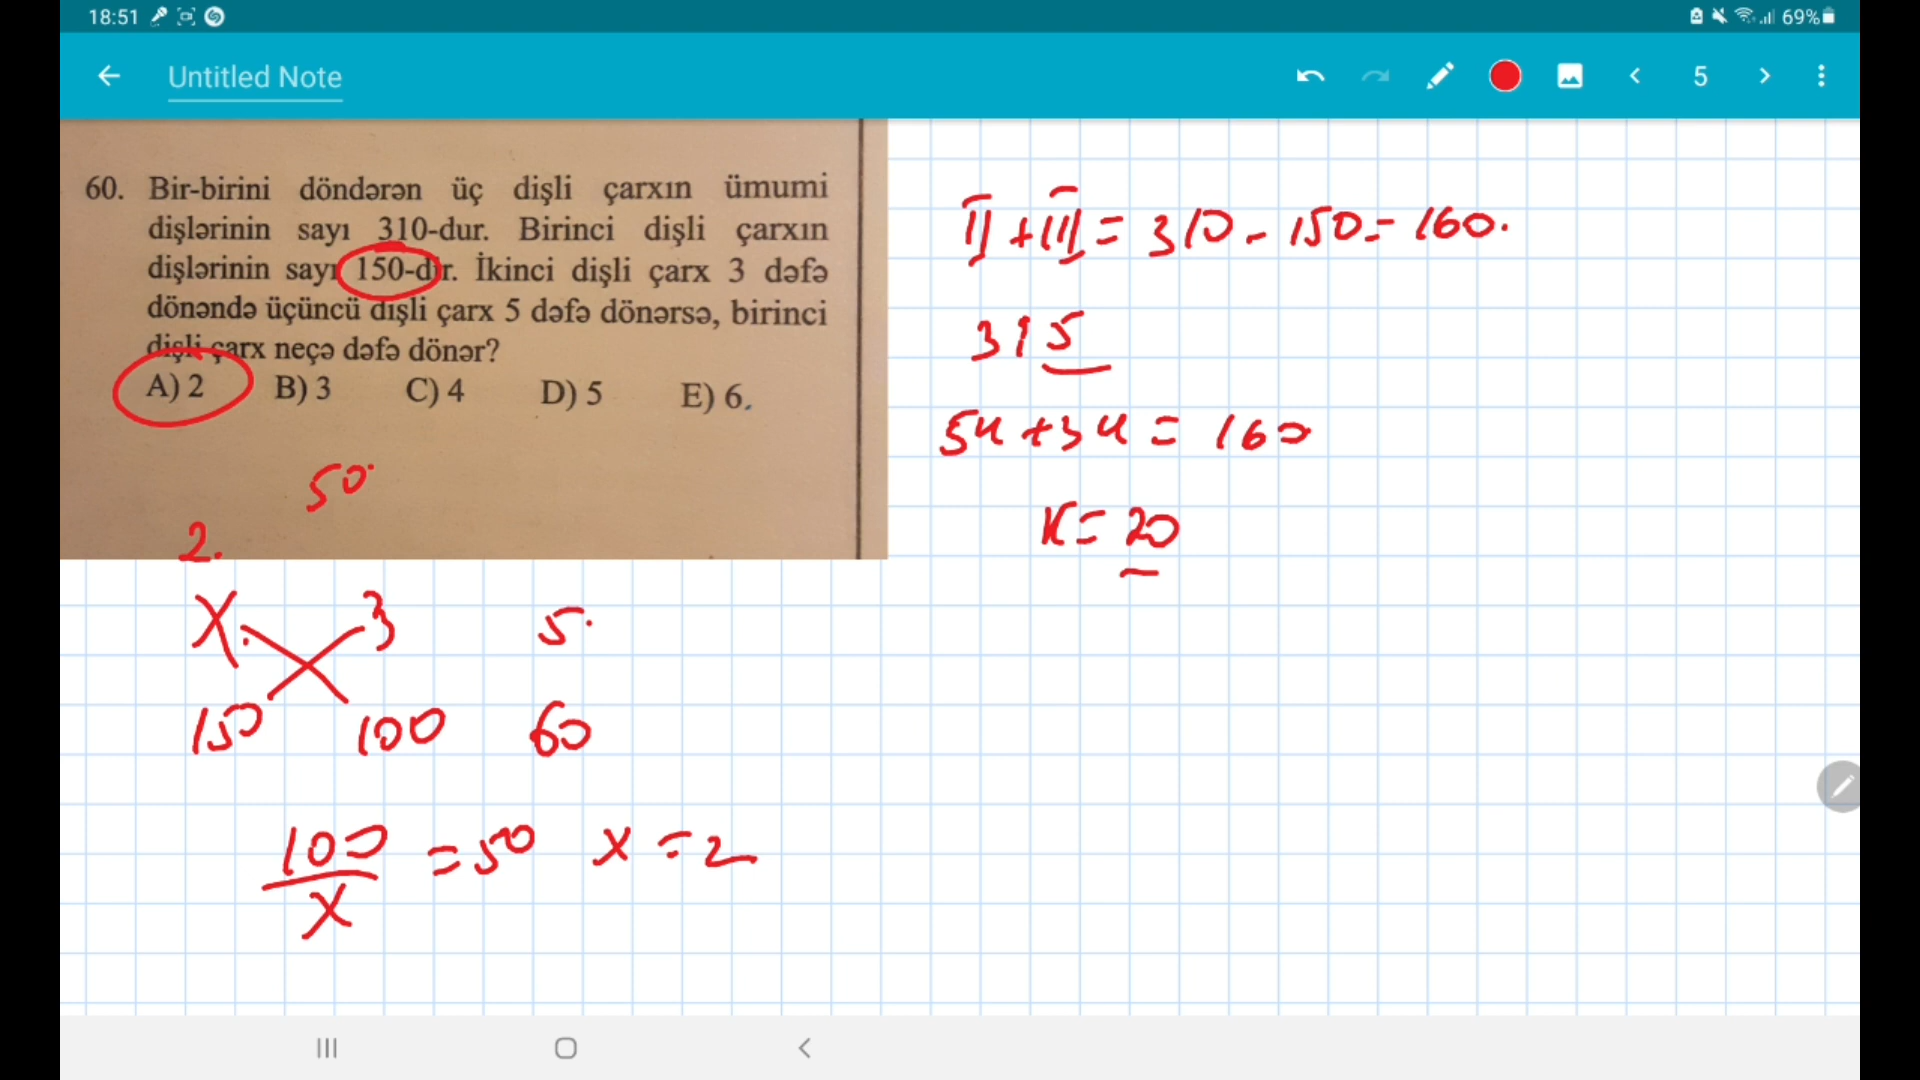 18:51 69%
Untitled Note 5
60. Bir-birini döndərən üç dişli çarxın ümumi
dişlərinin sayı 310-dur. Birinci dişli çarxın
dişlərinin sayı 150-dir. İkinci dişli çarx 3 dəfə
dönəndə üçüncü dişli çarx 5 dəfə dönərsə, birinci
dişli çarx neçə dəfə dönər?
A) 2 B) 3 C) 4 D) 5 E) 6.
50.
2.
X. 3 5.
150 100 60
100/x = 50 x = 2
II + III = 310 - 150 = 160.
3 | 5
5k + 3k = 160
k = 20